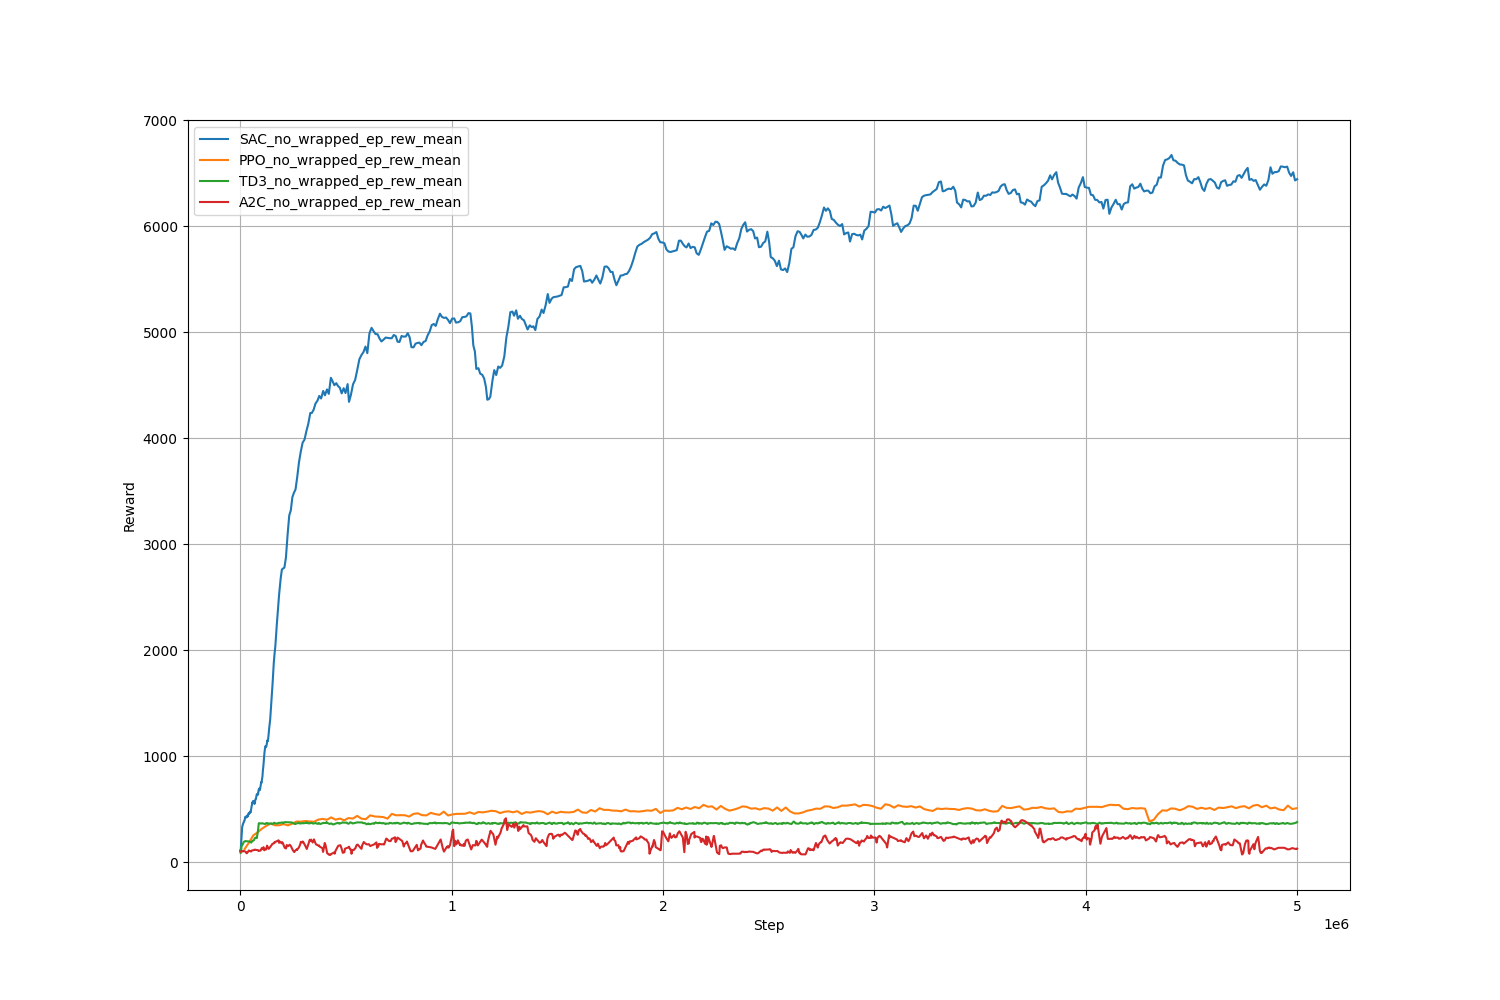 7000
6000
5000
4000
3000
2000
1000
0
Reward
SAC_no_wrapped_ep_rew_mean
PPO_no_wrapped_ep_rew_mean
TD3_no_wrapped_ep_rew_mean
A2C_no_wrapped_ep_rew_mean
0 1 2 3 4 5
Step
1e6